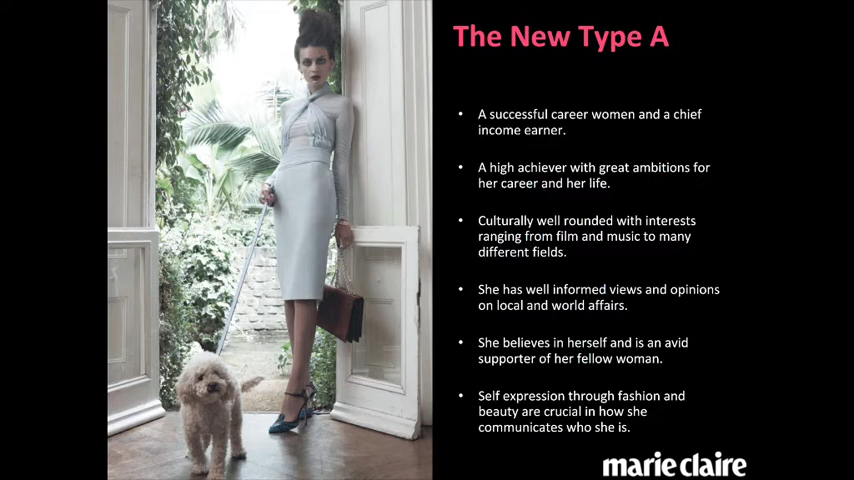 The New Type A
• A successful career women and a chief
income earner.
• A high achiever with great ambitions for
her career and her life.
• Culturally well rounded with interests
ranging from film and music to many
different fields.
• She has well informed views and opinions
on local and world affairs.
• She believes in herself and is an avid
supporter of her fellow woman.
• Self expression through fashion and
beauty are crucial in how she
communicates who she is.
marie claire